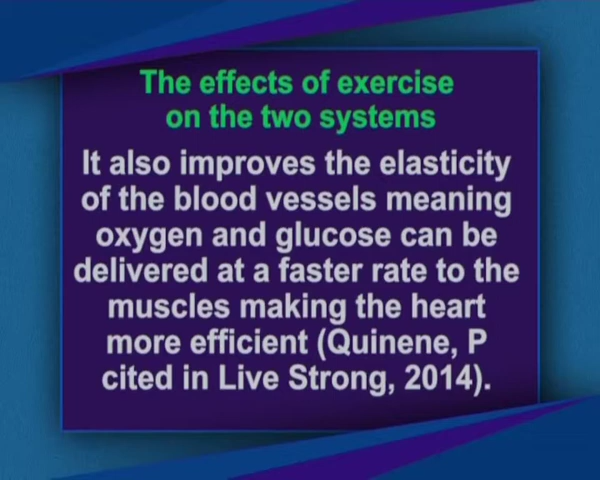 The effects of exercise
on the two systems
It also improves the elasticity
of the blood vessels meaning
oxygen and glucose can be
delivered at a faster rate to the
muscles making the heart
more efficient (Quinene, P
cited in Live Strong, 2014).